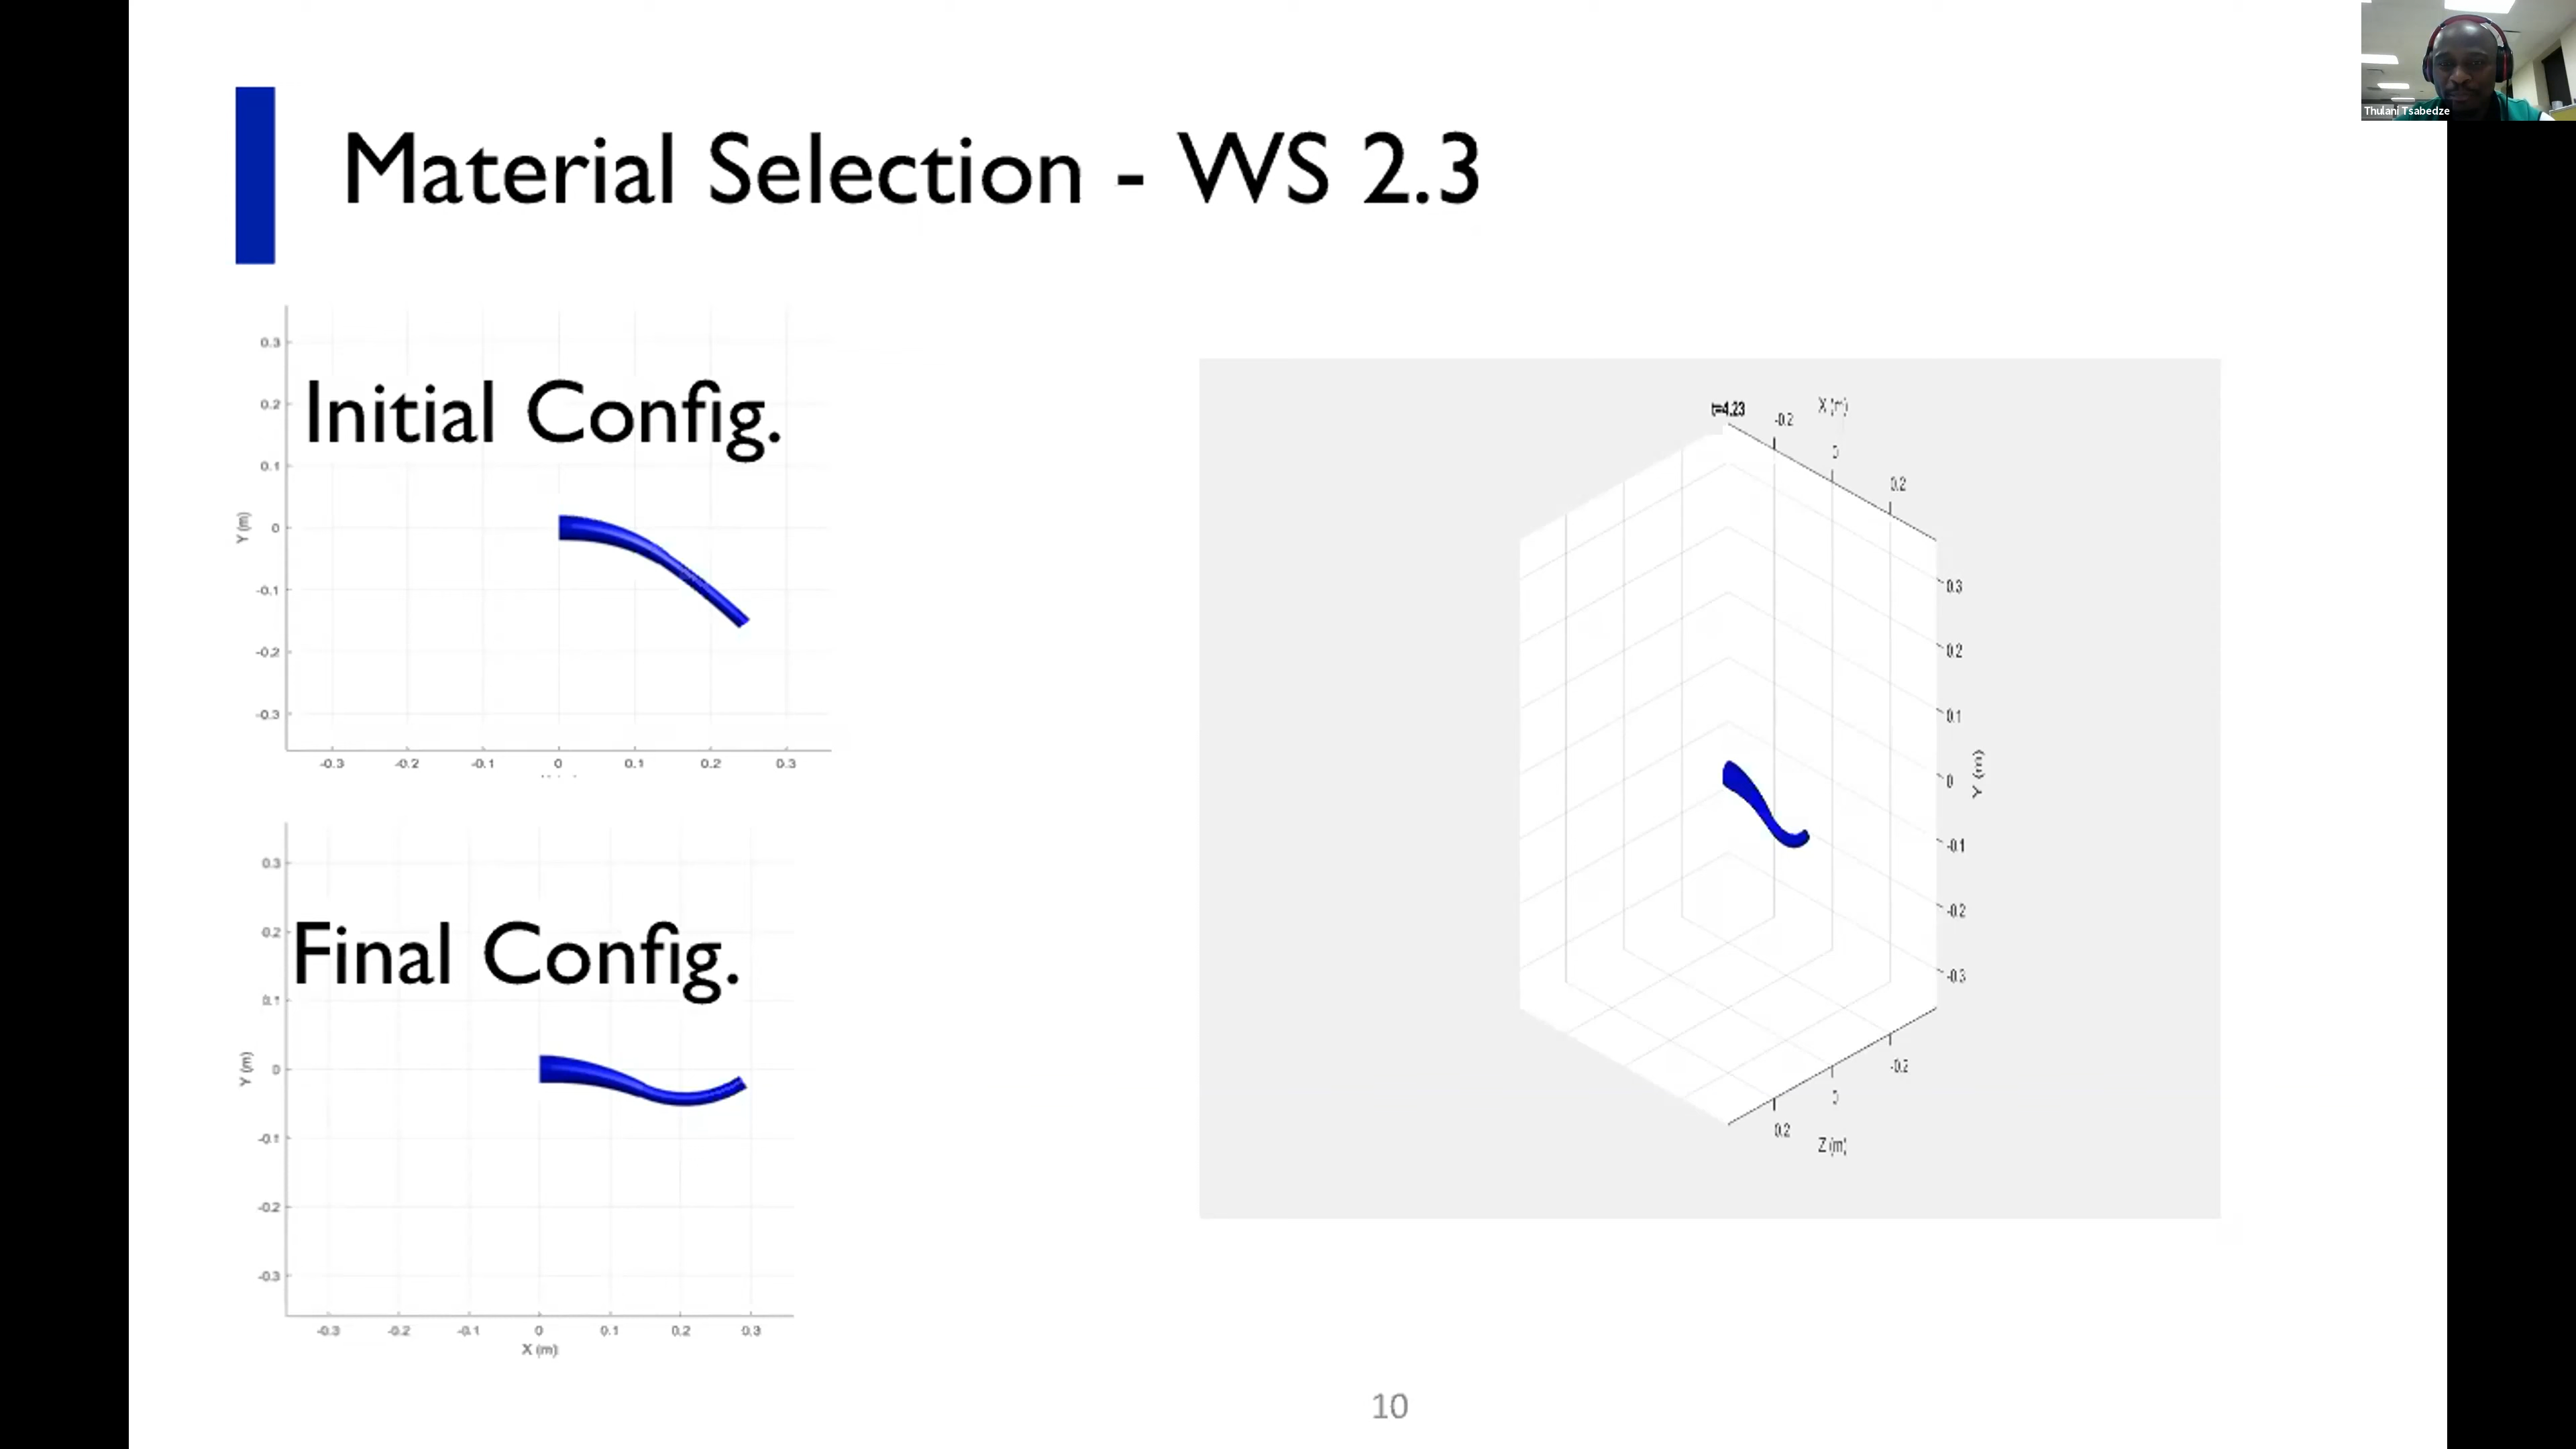 Thulani Tsabedze
Material Selection - WS 2.3
Initial Config.
0.3
0.2
0.1
0
-0.1
-0.2
-0.3
Y (m)
-0.3 -0.2 -0.1 0 0.1 0.2 0.3
Final Config.
0.3
0.2
0.1
0
-0.1
-0.2
-0.3
Y (m)
-0.3 -0.2 -0.1 0 0.1 0.2 0.3
X (m)
t=4.23
X (m)
-0.2
0
0.2
0.3
0.2
0.1
0
-0.1
-0.2
-0.3
Y (m)
-0.2
0
0.2
Z (m)
10